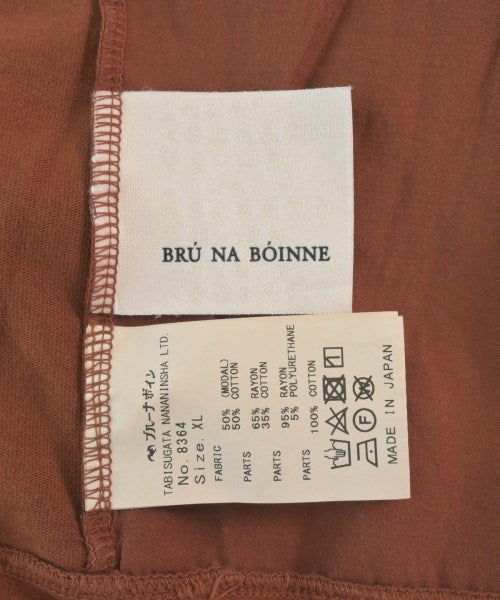 BRÚ NA BÓINNE
ブルーナボイン
TABISUGATA NANANINSHA LTD.
No. 8364
Size. XL
FABRIC 50% (MODAL)
50% COTTON
PARTS 65% RAYON
35% COTTON
PARTS 95% RAYON
5% POLYURETHANE
PARTS 100% COTTON
MADE IN JAPAN